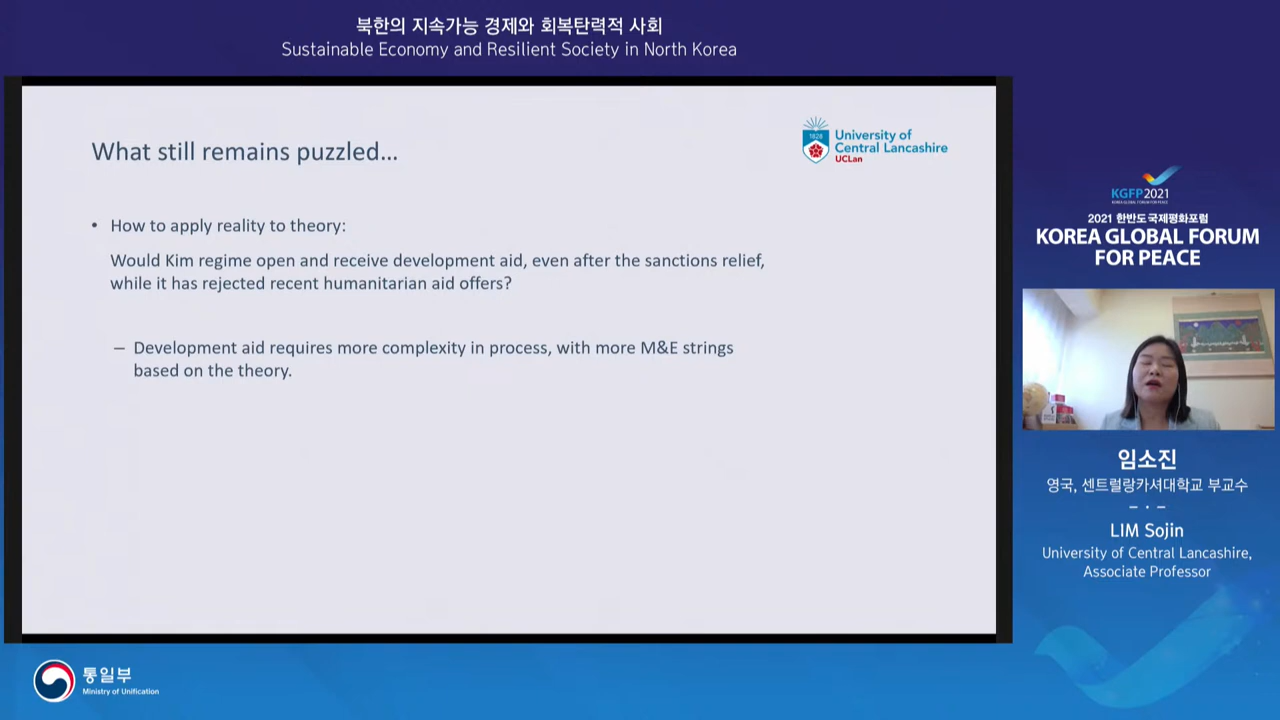 북한의 지속가능 경제와 회복탄력적 사회
Sustainable Economy and Resilient Society in North Korea
What still remains puzzled...
1828
University of
Central Lancashire
UCLan
• How to apply reality to theory:
Would Kim regime open and receive development aid, even after the sanctions relief,
while it has rejected recent humanitarian aid offers?
– Development aid requires more complexity in process, with more M&E strings
based on the theory.
KGFP2021
KOREA GLOBAL FORUM FOR PEACE
2021 한반도국제평화포럼
KOREA GLOBAL FORUM
FOR PEACE
임소진
영국, 센트럴랑카셔대학교 부교수
LIM Sojin
University of Central Lancashire,
Associate Professor
통일부
Ministry of Unification